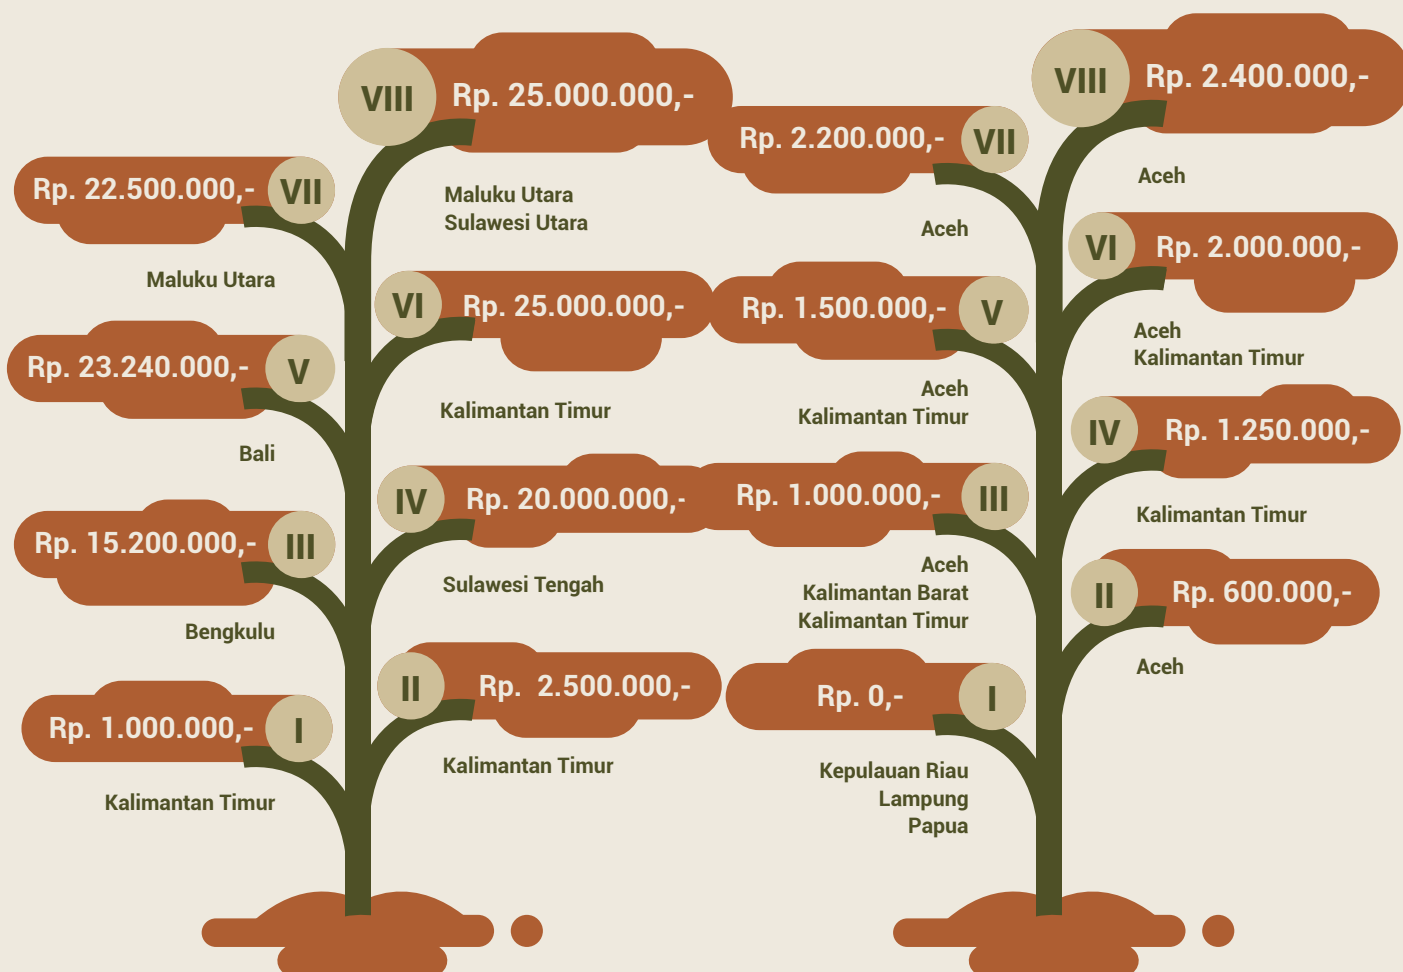 VIII
Rp. 25.000.000,-
Maluku Utara
Sulawesi Utara
Rp. 22.500.000,-
VII
Maluku Utara
VI
Rp. 25.000.000,-
Kalimantan Timur
Rp. 23.240.000,-
V
Bali
IV
Rp. 20.000.000,-
Sulawesi Tengah
Rp. 15.200.000,-
III
Bengkulu
II
Rp. 2.500.000,-
Kalimantan Timur
Rp. 1.000.000,-
I
Kalimantan Timur
VIII
Rp. 2.400.000,-
Aceh
Rp. 2.200.000,-
VII
Aceh
VI
Rp. 2.000.000,-
Aceh
Kalimantan Timur
Rp. 1.500.000,-
V
Aceh
Kalimantan Timur
IV
Rp. 1.250.000,-
Kalimantan Timur
Rp. 1.000.000,-
III
Aceh
Kalimantan Barat
Kalimantan Timur
II
Rp. 600.000,-
Aceh
Rp. 0,-
I
Kepulauan Riau
Lampung
Papua